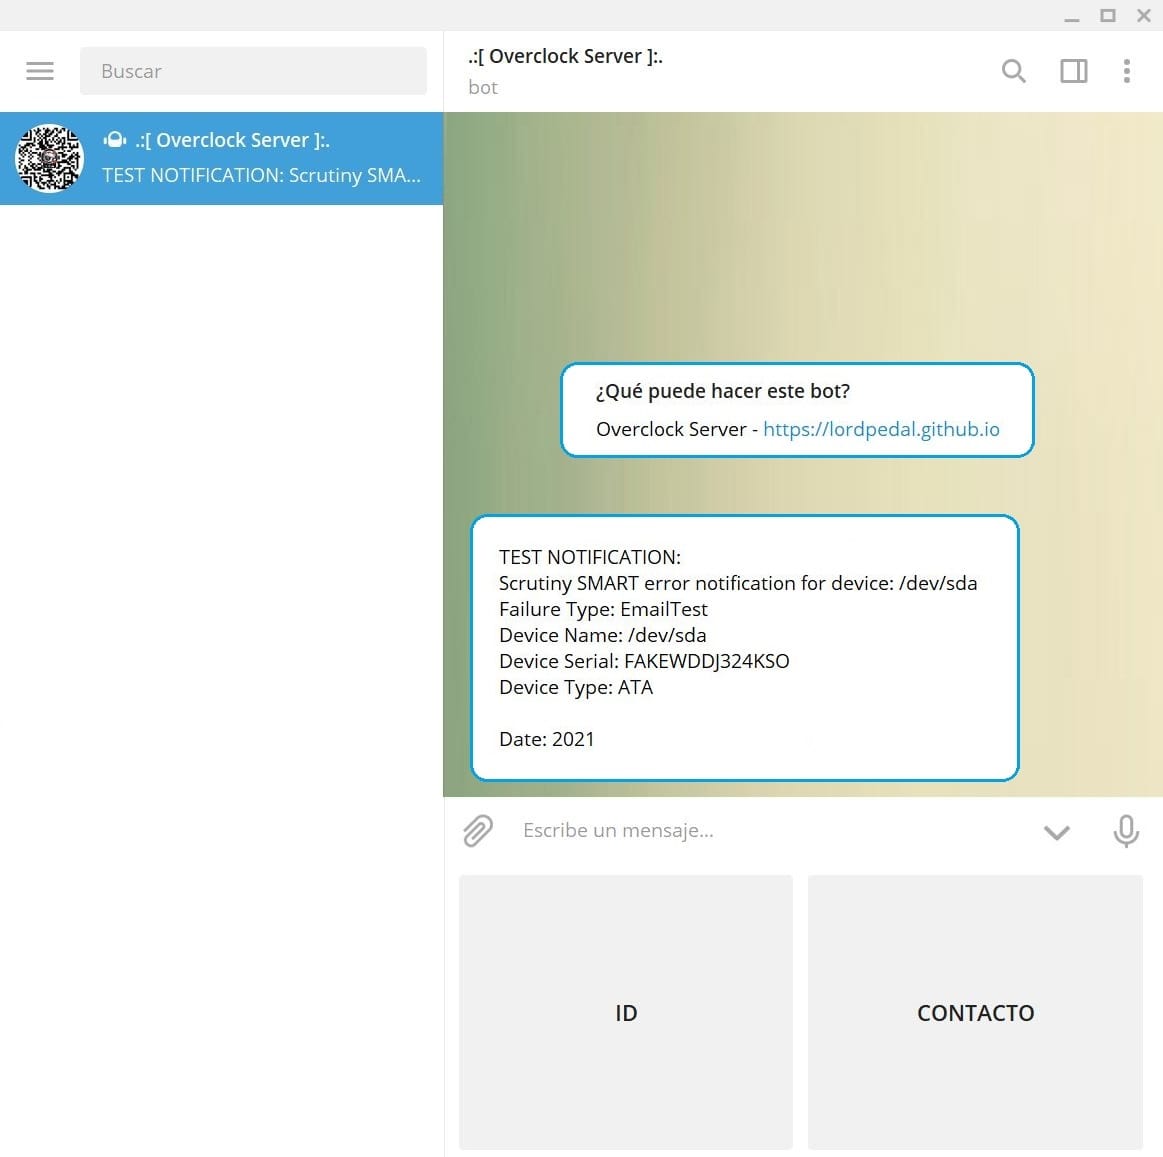 Buscar
.:[ Overclock Server ]:.
TEST NOTIFICATION: Scrutiny SMA...
.:[ Overclock Server ]:.
bot
¿Qué puede hacer este bot?
Overclock Server - https://lordpedal.github.io
TEST NOTIFICATION:
Scrutiny SMART error notification for device: /dev/sda
Failure Type: EmailTest
Device Name: /dev/sda
Device Serial: FAKEWDDJ324KSO
Device Type: ATA
Date: 2021
Escribe un mensaje...
ID
CONTACTO